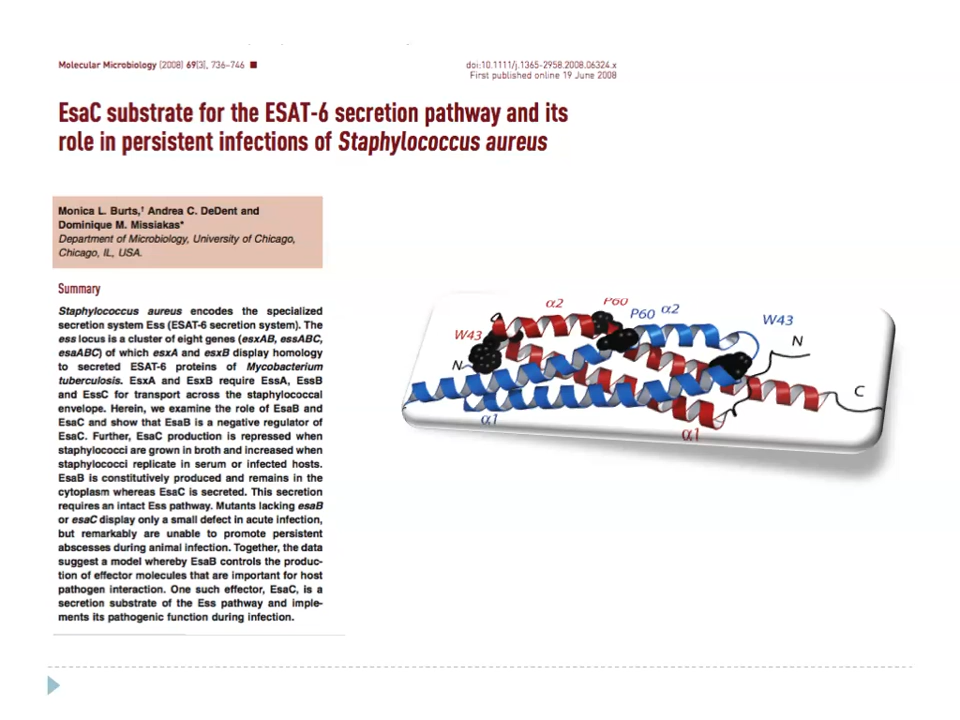 Molecular Microbiology (2008) 69(3), 736–746 ■
doi:10.1111/j.1365-2958.2008.06324.x
First published online 19 June 2008
EsaC substrate for the ESAT-6 secretion pathway and its
role in persistent infections of Staphylococcus aureus
Monica L. Burts,† Andrea C. DeDent and
Dominique M. Missiakas*
Department of Microbiology, University of Chicago,
Chicago, IL, USA.
Summary
Staphylococcus aureus encodes the specialized
secretion system Ess (ESAT-6 secretion system). The
ess locus is a cluster of eight genes (esxAB, essABC,
esaABC) of which esxA and esxB display homology
to secreted ESAT-6 proteins of Mycobacterium
tuberculosis. EsxA and EsxB require EssA, EssB
and EssC for transport across the staphylococcal
envelope. Herein, we examine the role of EsaB and
EsaC and show that EsaB is a negative regulator of
EsaC. Further, EsaC production is repressed when
staphylococci are grown in broth and increased when
staphylococci replicate in serum or infected hosts.
EsaB is constitutively produced and remains in the
cytoplasm whereas EsaC is secreted. This secretion
requires an intact Ess pathway. Mutants lacking esaB
or esaC display only a small defect in acute infection,
but remarkably are unable to promote persistent
abscesses during animal infection. Together, the data
suggest a model whereby EsaB controls the produc-
tion of effector molecules that are important for host
pathogen interaction. One such effector, EsaC, is a
secretion substrate of the Ess pathway and imple-
ments its pathogenic function during infection.
α2
P60
P60
α2
W43
W43
N
N
C
α1
α1